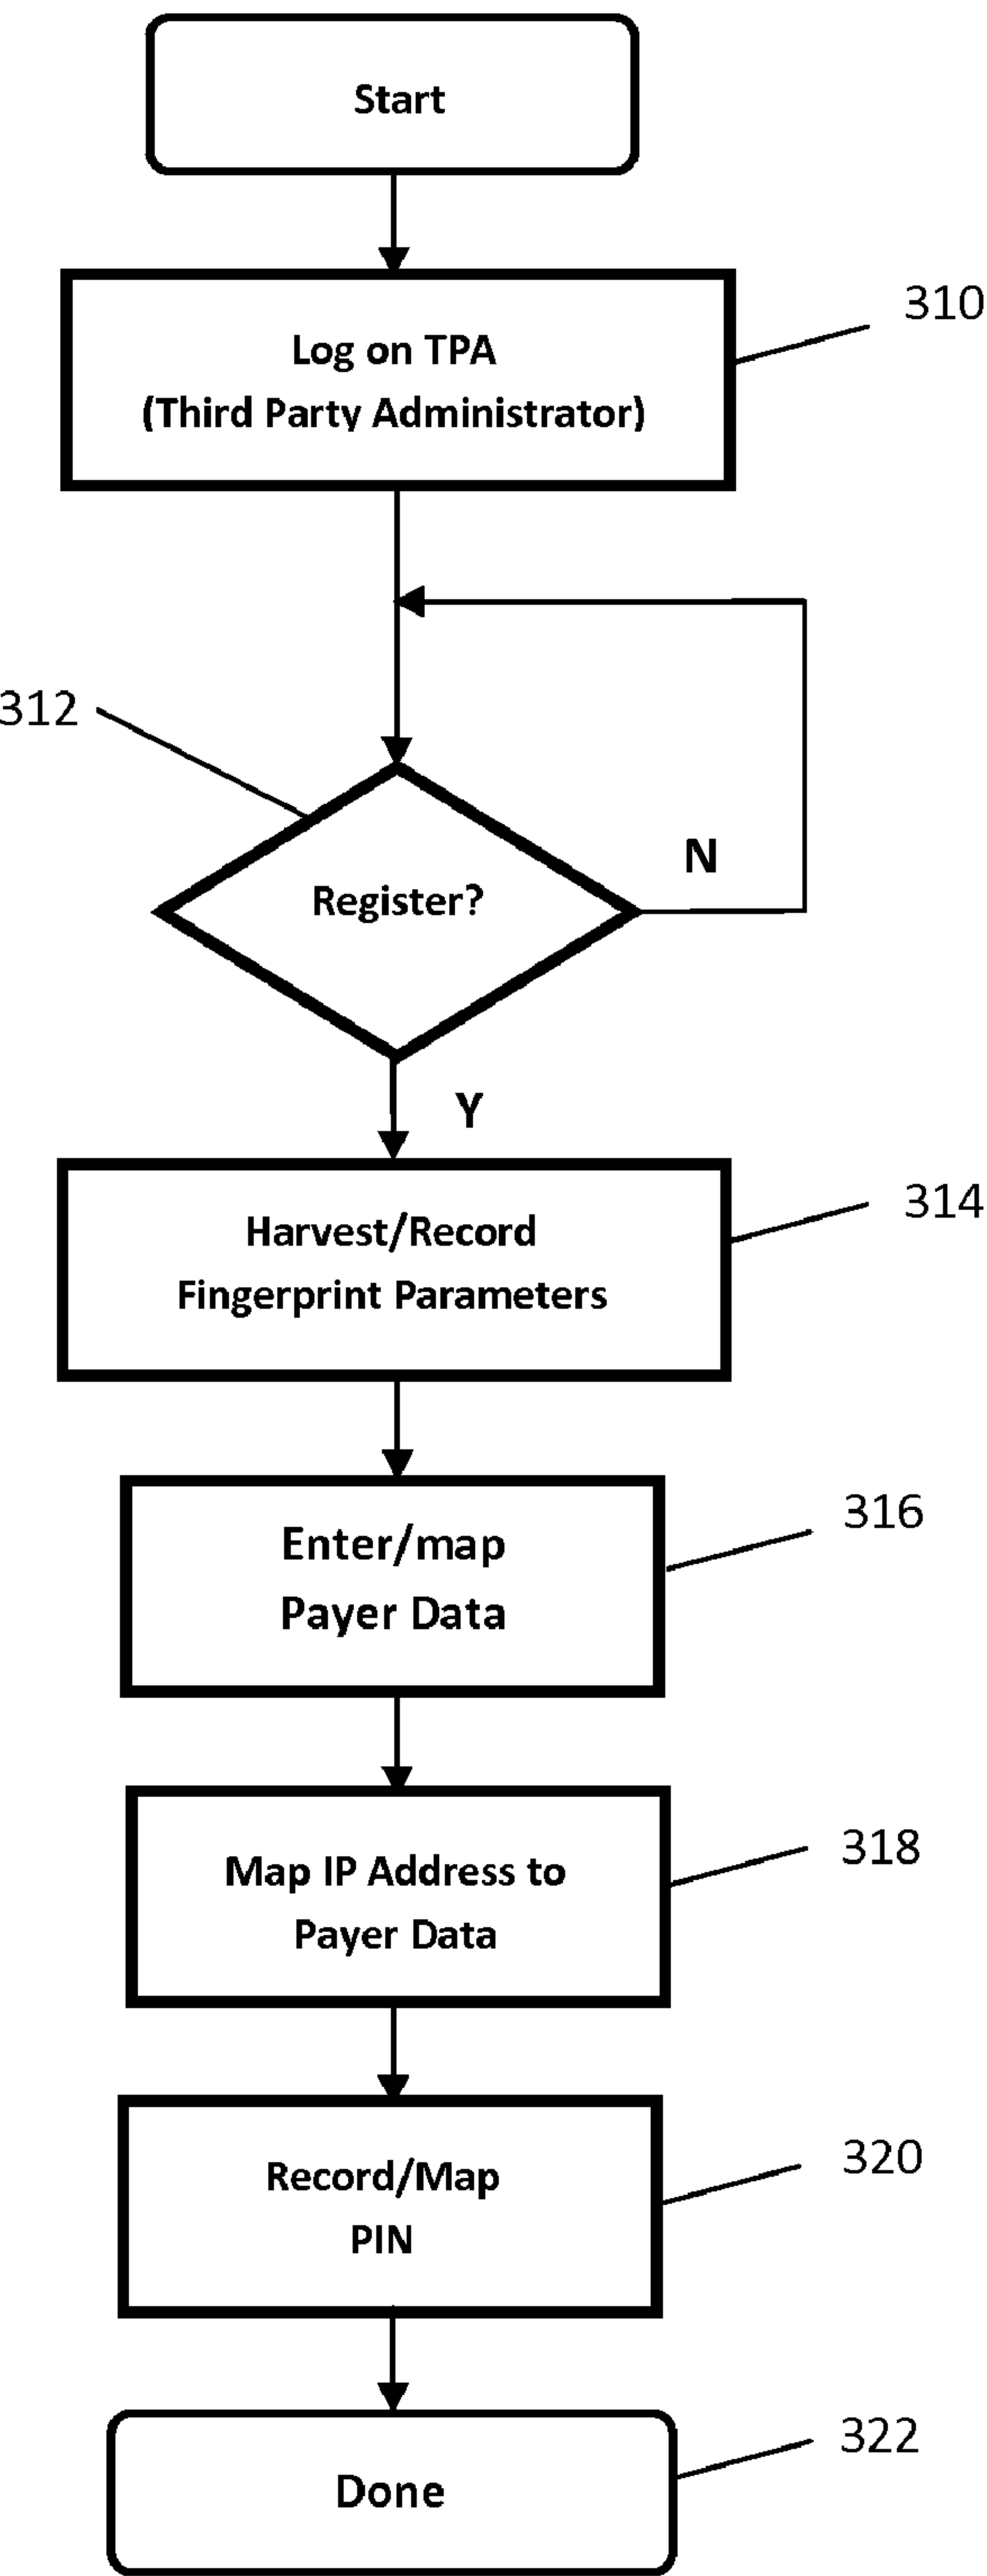 Start
Log on TPA
(Third Party Administrator)
310
312
Register?
N
Y
Harvest/Record
Fingerprint Parameters
314
Enter/map
Payer Data
316
Map IP Address to
Payer Data
318
Record/Map
PIN
320
Done
322